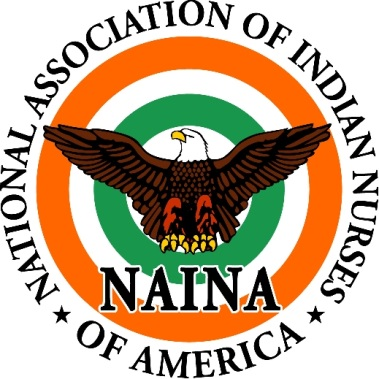 NATIONAL ASSOCIATION OF INDIAN NURSES
OF AMERICA
NAINA